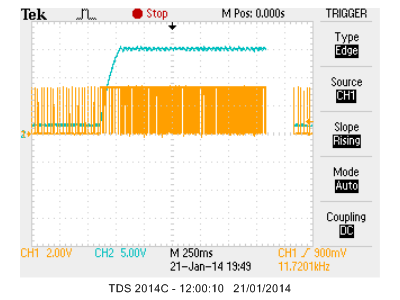 Tek Stop M Pos: 0.000s TRIGGER
Type
Edge
Source
CH1
Slope
Rising
Mode
Auto
Coupling
DC
2
CH1 2.00V CH2 5.00V M 250ms CH1 900mV
21-Jan-14 19:49 11.7201kHz
TDS 2014C - 12:00:10 21/01/2014